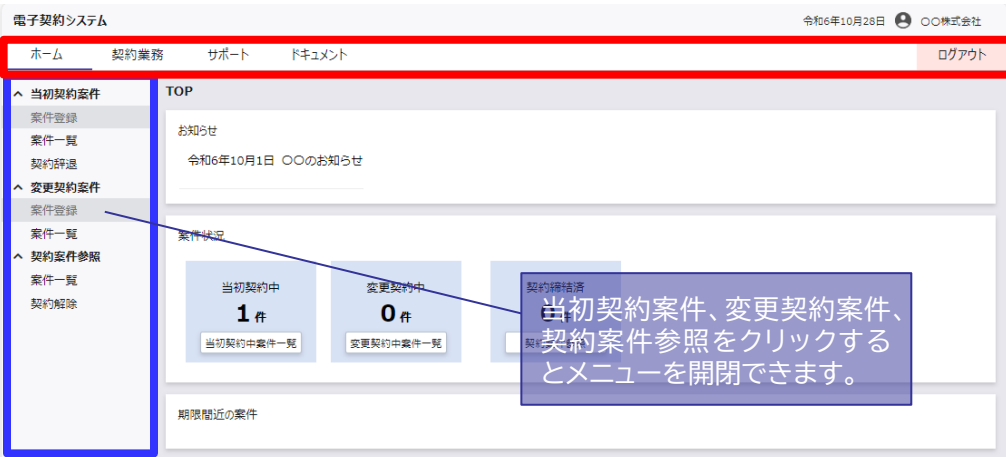 電子契約システム
令和6年10月28日 〇〇株式会社
ホーム 契約業務 サポート ドキュメント ログアウト
当初契約案件
案件登録
案件一覧
契約辞退
変更契約案件
案件登録
案件一覧
契約案件参照
案件一覧
契約解除
TOP
お知らせ
令和6年10月1日 〇〇のお知らせ
案件状況
当初契約中
1 件
当初契約中案件一覧
変更契約中
0 件
変更契約中案件一覧
契約締結済
0 件
当初契約案件、変更契約案件、
契約案件参照をクリックする
とメニューを開閉できます。
期限間近の案件